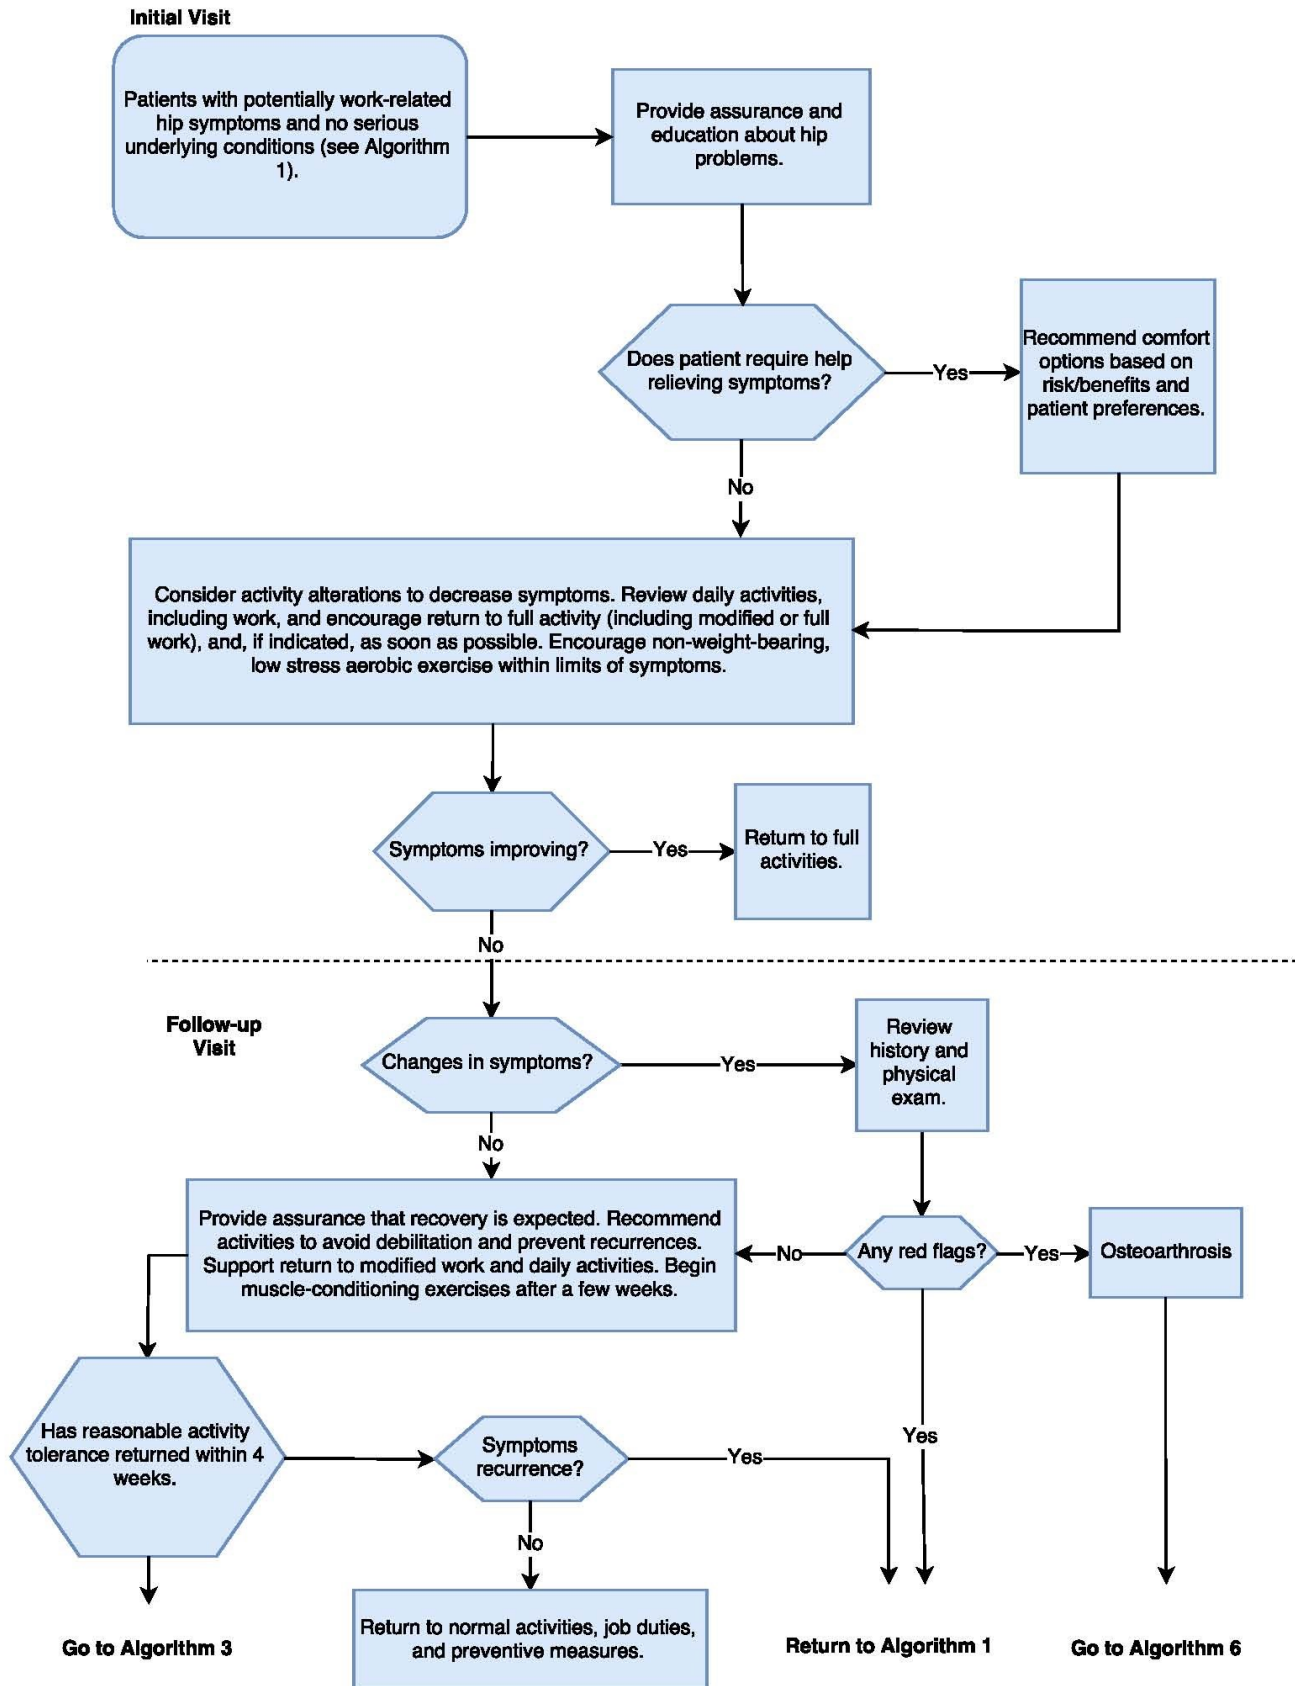 Initial Visit
Patients with potentially work-related
hip symptoms and no serious
underlying conditions (see Algorithm
1).
Provide assurance and
education about hip
problems.
Does patient require help
relieving symptoms?
Yes
Recommend comfort
options based on
risk/benefits and
patient preferences.
No
Consider activity alterations to decrease symptoms. Review daily activities,
including work, and encourage return to full activity (including modified or full
work), and, if indicated, as soon as possible. Encourage non-weight-bearing,
low stress aerobic exercise within limits of symptoms.
Symptoms improving?
Yes
Return to full
activities.
No
Follow-up
Visit
Changes in symptoms?
Yes
Review
history and
physical
exam.
No
Provide assurance that recovery is expected. Recommend
activities to avoid debilitation and prevent recurrences.
Support return to modified work and daily activities. Begin
muscle-conditioning exercises after a few weeks.
No
Any red flags?
Yes
Osteoarthrosis
Has reasonable activity
tolerance returned within 4
weeks.
Symptoms
recurrence?
Yes
Yes
No
Return to normal activities, job duties,
and preventive measures.
Go to Algorithm 3
Return to Algorithm 1
Go to Algorithm 6